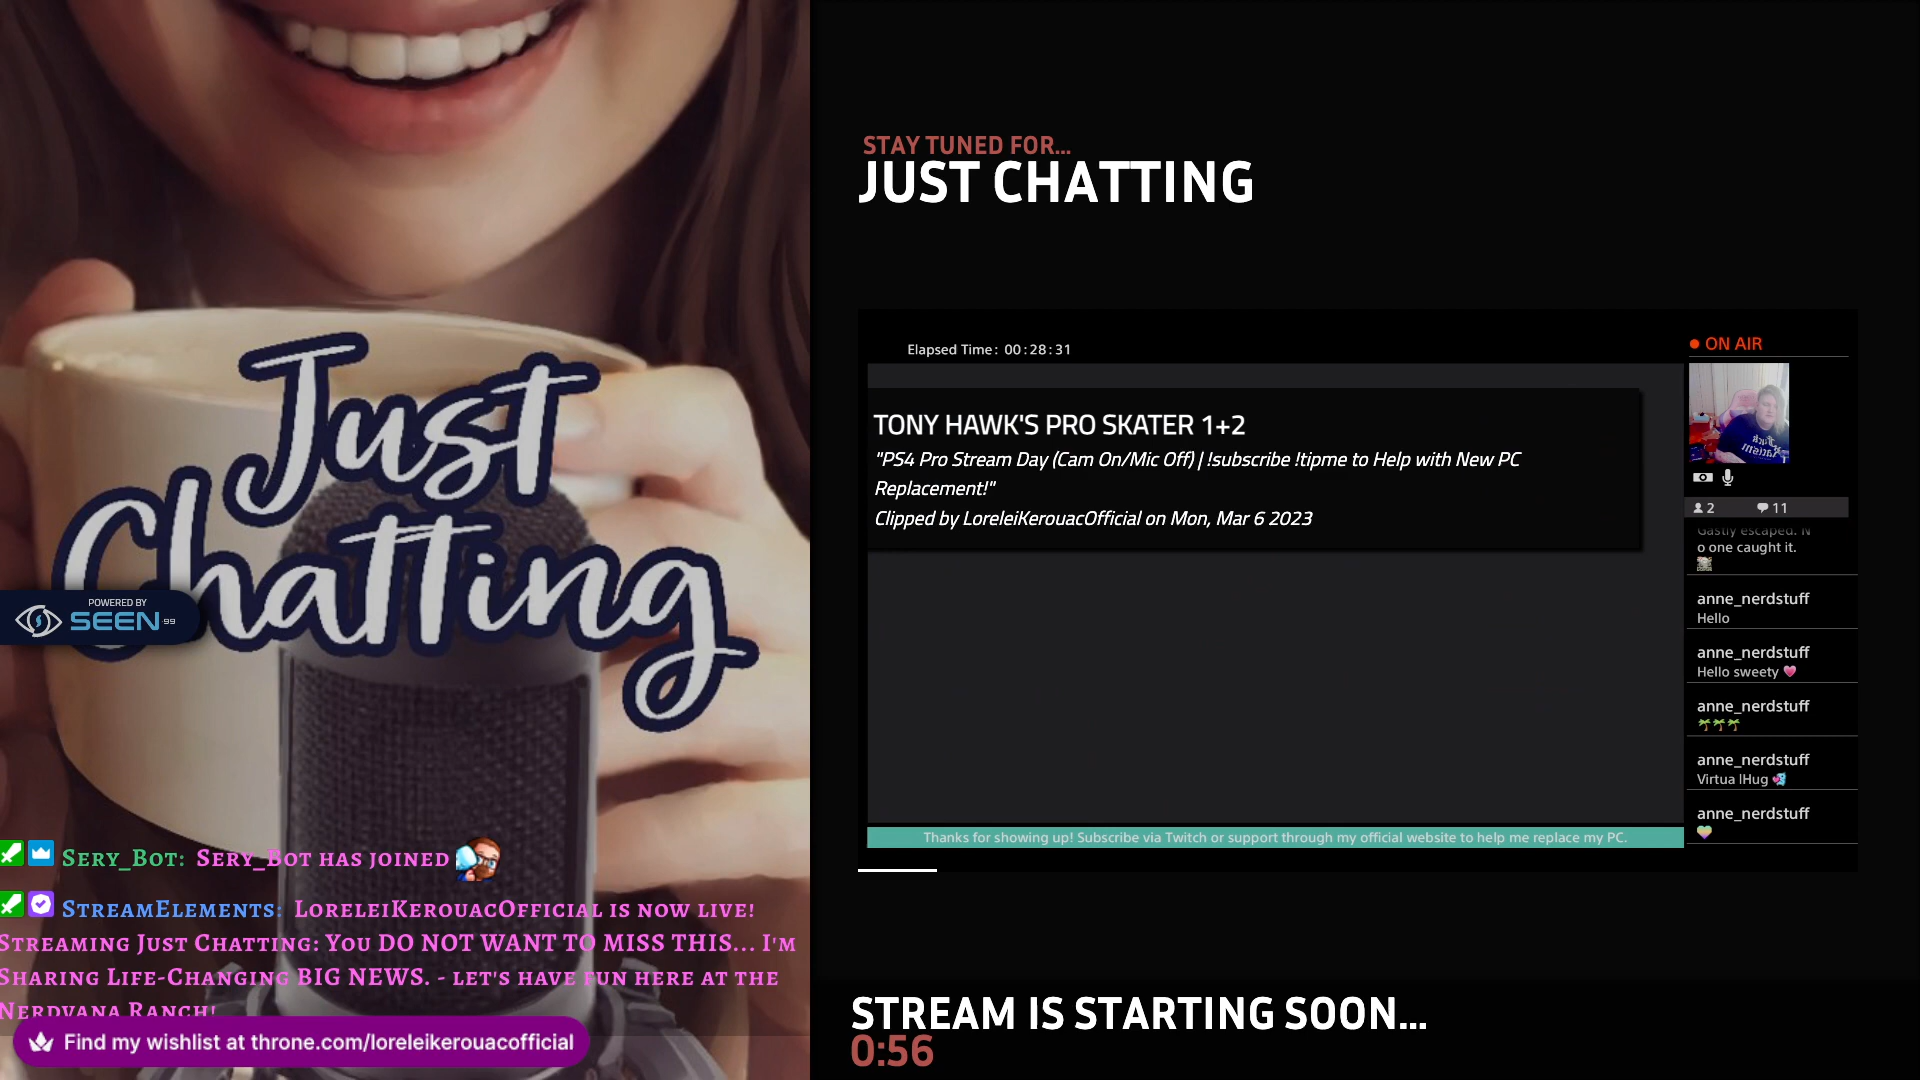 Just
Chatting
POWERED BY
SEEN.99
Sery_Bot: Sery_Bot has joined
StreamElements: LoreleiKerouacOfficial is now live!
Streaming Just Chatting: You DO NOT WANT TO MISS THIS... I'm
Sharing Life-Changing BIG NEWS. - let's have fun here at the
Nerdvana Ranch!
Find my wishlist at throne.com/loreleikerouacofficial
STAY TUNED FOR...
JUST CHATTING
Elapsed Time: 00:28:31
TONY HAWK'S PRO SKATER 1+2
"PS4 Pro Stream Day (Cam On/Mic Off) | !subscribe !tipme to Help with New PC
Replacement!"
Clipped by LoreleiKerouacOfficial on Mon, Mar 6 2023
Thanks for showing up! Subscribe via Twitch or support through my official website to help me replace my PC.
ON AIR
2 11
Gastly escaped. N
o one caught it.
anne_nerdstuff
Hello
anne_nerdstuff
Hello sweety 💗
anne_nerdstuff
🌴🌴🌴
anne_nerdstuff
Virtua lHug
anne_nerdstuff
STREAM IS STARTING SOON...
0:56